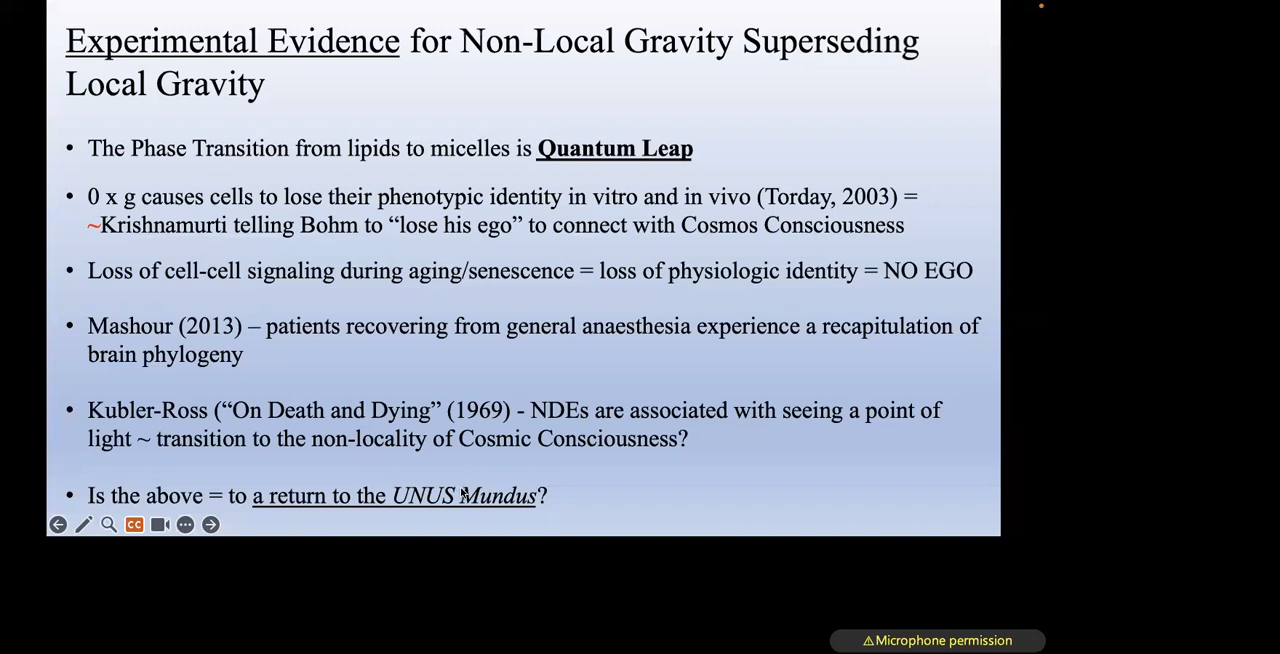 Experimental Evidence for Non-Local Gravity Superseding
Local Gravity
• The Phase Transition from lipids to micelles is Quantum Leap
• 0 x g causes cells to lose their phenotypic identity in vitro and in vivo (Torday, 2003) =
~Krishnamurti telling Bohm to “lose his ego” to connect with Cosmos Consciousness
• Loss of cell-cell signaling during aging/senescence = loss of physiologic identity = NO EGO
• Mashour (2013) – patients recovering from general anaesthesia experience a recapitulation of
brain phylogeny
• Kubler-Ross (“On Death and Dying” (1969) - NDEs are associated with seeing a point of
light ~ transition to the non-locality of Cosmic Consciousness?
• Is the above = to a return to the UNUS Mundus?
CC
⚠Microphone permission